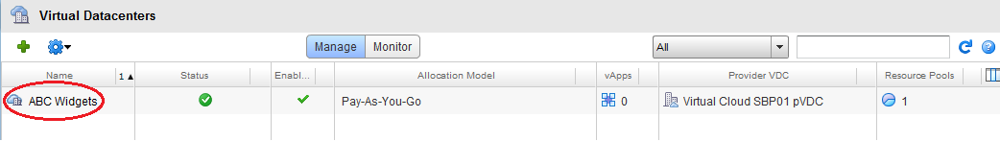 Virtual Datacenters
Manage Monitor All
Name 1 ▲ Status Enabl... Allocation Model vApps Provider VDC Resource Pools
ABC Widgets Pay-As-You-Go 0 Virtual Cloud SBP01 pVDC 1